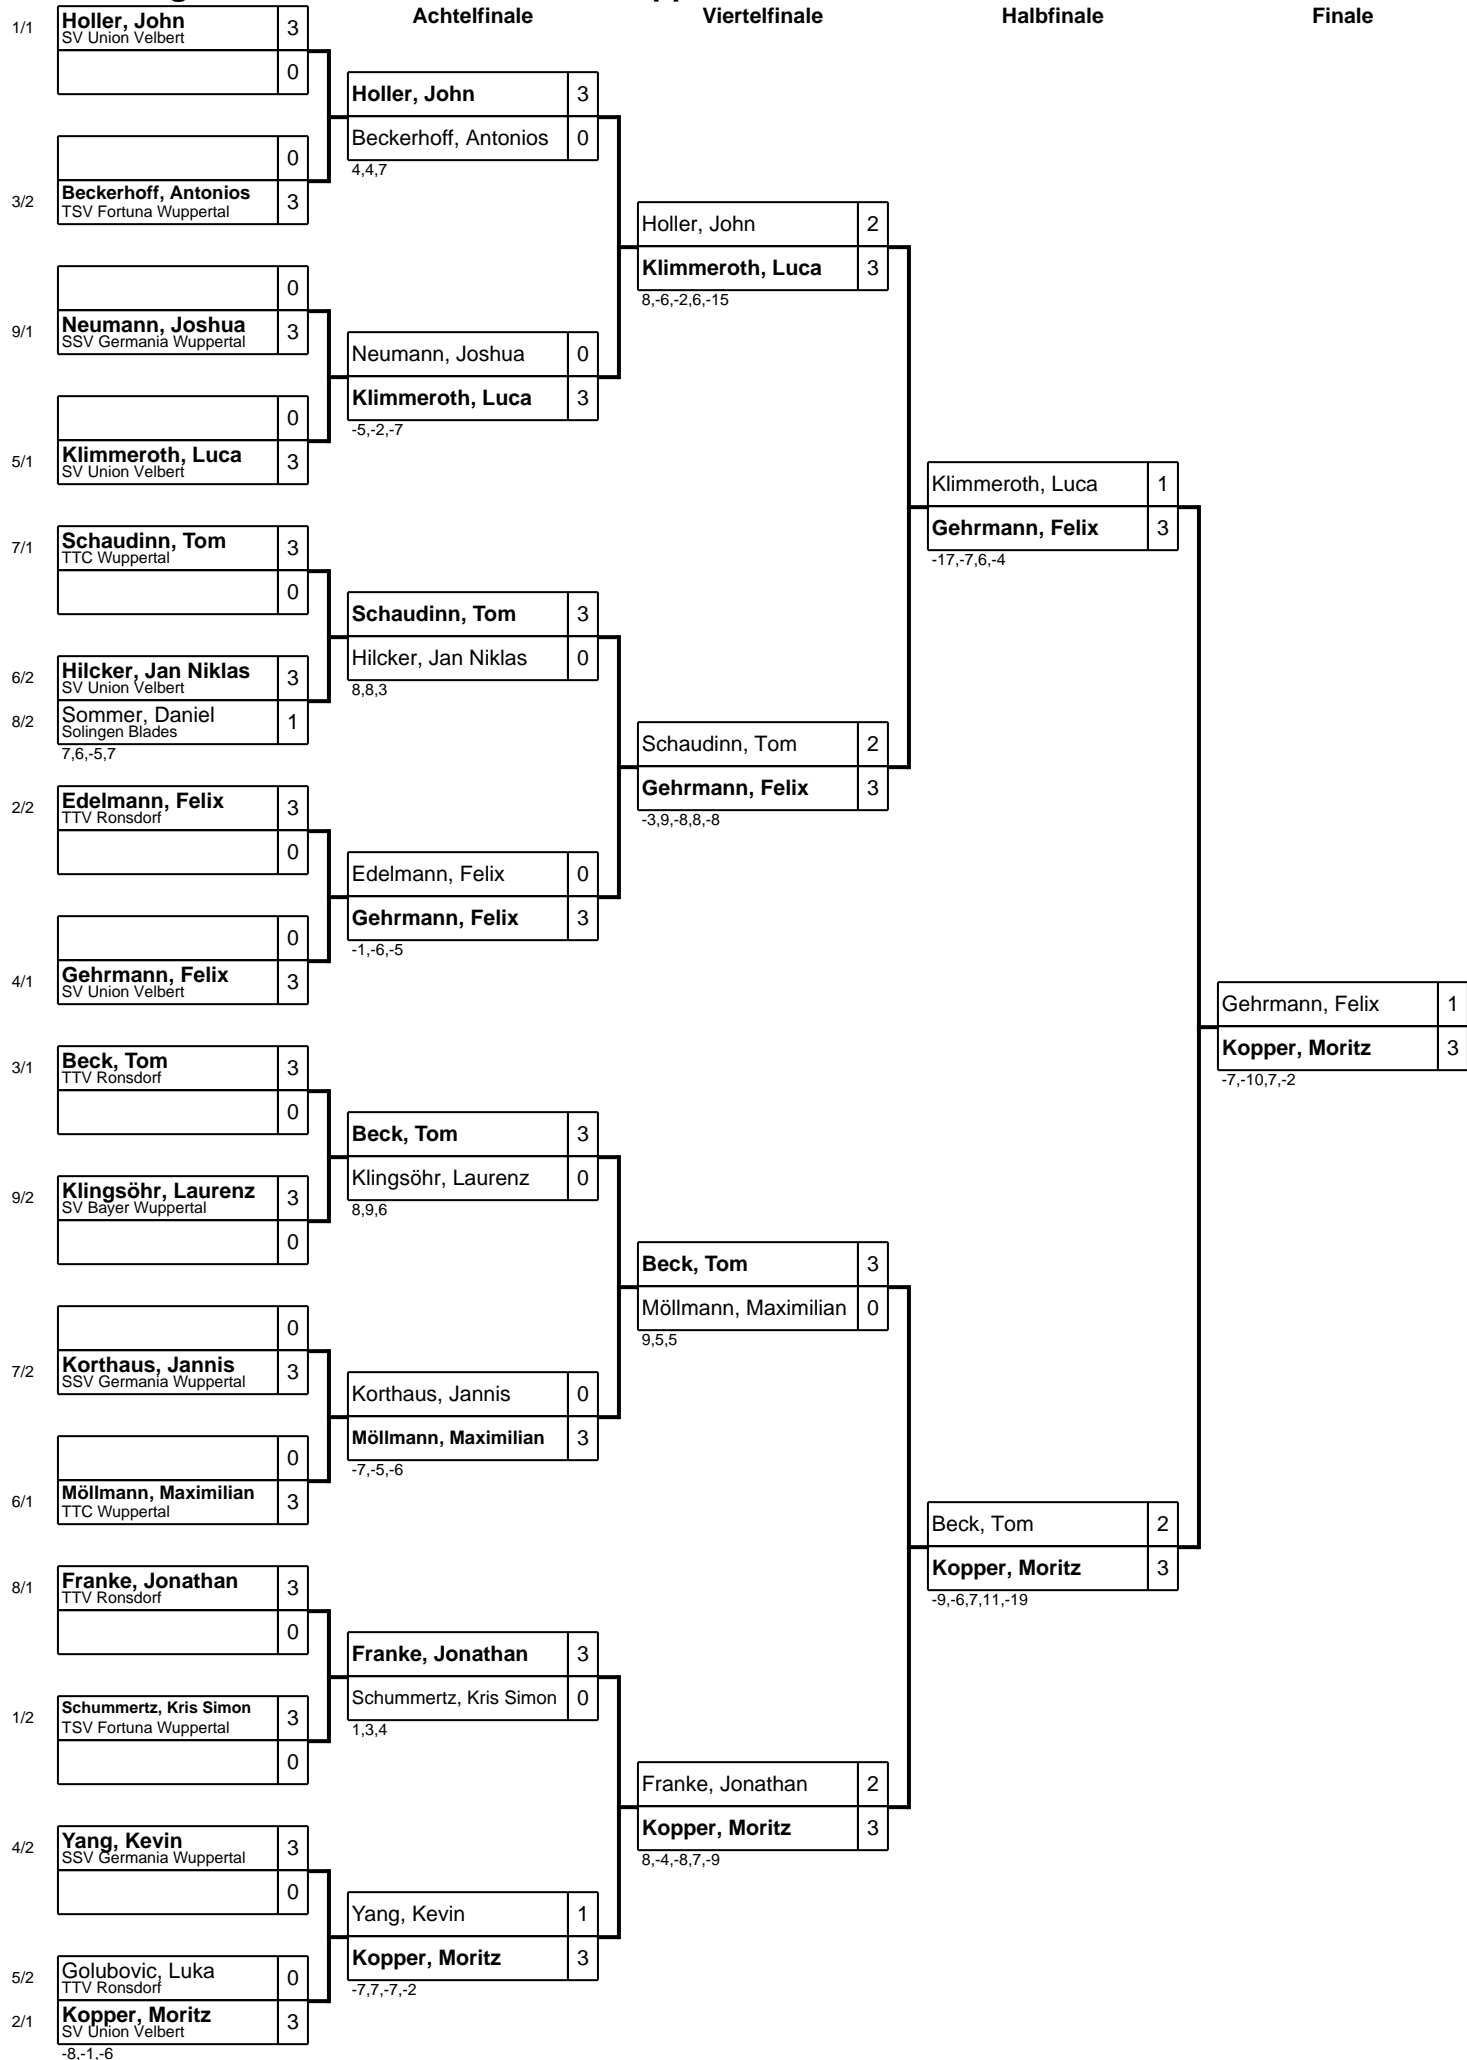 Achtelfinale
Viertelfinale
Halbfinale
Finale
1/1
Holler, John
SV Union Velbert
3
0
0
3/2
Beckerhoff, Antonios
TSV Fortuna Wuppertal
3
0
9/1
Neumann, Joshua
SSV Germania Wuppertal
3
0
5/1
Klimmeroth, Luca
SV Union Velbert
3
7/1
Schaudinn, Tom
TTC Wuppertal
3
0
6/2
Hilcker, Jan Niklas
SV Union Velbert
3
8/2
Sommer, Daniel
Solingen Blades
1
7,6,-5,7
2/2
Edelmann, Felix
TTV Ronsdorf
3
0
0
4/1
Gehrmann, Felix
SV Union Velbert
3
3/1
Beck, Tom
TTV Ronsdorf
3
0
9/2
Klingsöhr, Laurenz
SV Bayer Wuppertal
3
0
0
7/2
Korthaus, Jannis
SSV Germania Wuppertal
3
0
6/1
Möllmann, Maximilian
TTC Wuppertal
3
8/1
Franke, Jonathan
TTV Ronsdorf
3
0
1/2
Schummertz, Kris Simon
TSV Fortuna Wuppertal
3
0
4/2
Yang, Kevin
SSV Germania Wuppertal
3
0
5/2
Golubovic, Luka
TTV Ronsdorf
0
2/1
Kopper, Moritz
SV Union Velbert
3
-8,-1,-6
Holler, John 3
Beckerhoff, Antonios 0
4,4,7
Neumann, Joshua 0
Klimmeroth, Luca 3
-5,-2,-7
Schaudinn, Tom 3
Hilcker, Jan Niklas 0
8,8,3
Edelmann, Felix 0
Gehrmann, Felix 3
-1,-6,-5
Beck, Tom 3
Klingsöhr, Laurenz 0
8,9,6
Korthaus, Jannis 0
Möllmann, Maximilian 3
-7,-5,-6
Franke, Jonathan 3
Schummertz, Kris Simon 0
1,3,4
Yang, Kevin 1
Kopper, Moritz 3
-7,7,-7,-2
Holler, John 2
Klimmeroth, Luca 3
8,-6,-2,6,-15
Schaudinn, Tom 2
Gehrmann, Felix 3
-3,9,-8,8,-8
Beck, Tom 3
Möllmann, Maximilian 0
9,5,5
Franke, Jonathan 2
Kopper, Moritz 3
8,-4,-8,7,-9
Klimmeroth, Luca 1
Gehrmann, Felix 3
-17,-7,6,-4
Beck, Tom 2
Kopper, Moritz 3
-9,-6,7,11,-19
Gehrmann, Felix 1
Kopper, Moritz 3
-7,-10,7,-2